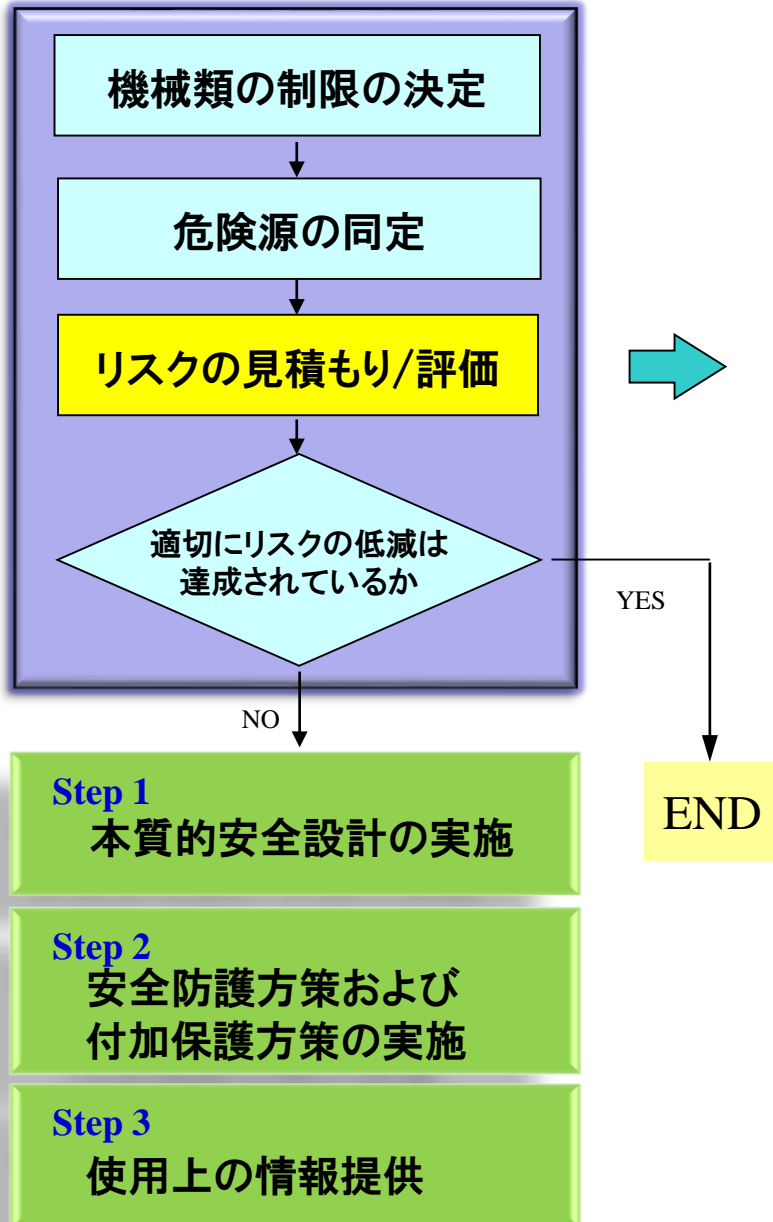 機械類の制限の決定
危険源の同定
リスクの見積もり/評価
適切にリスクの低減は
達成されているか
YES
NO
END
Step 1
本質的安全設計の実施
Step 2
安全防護方策および
付加保護方策の実施
Step 3
使用上の情報提供